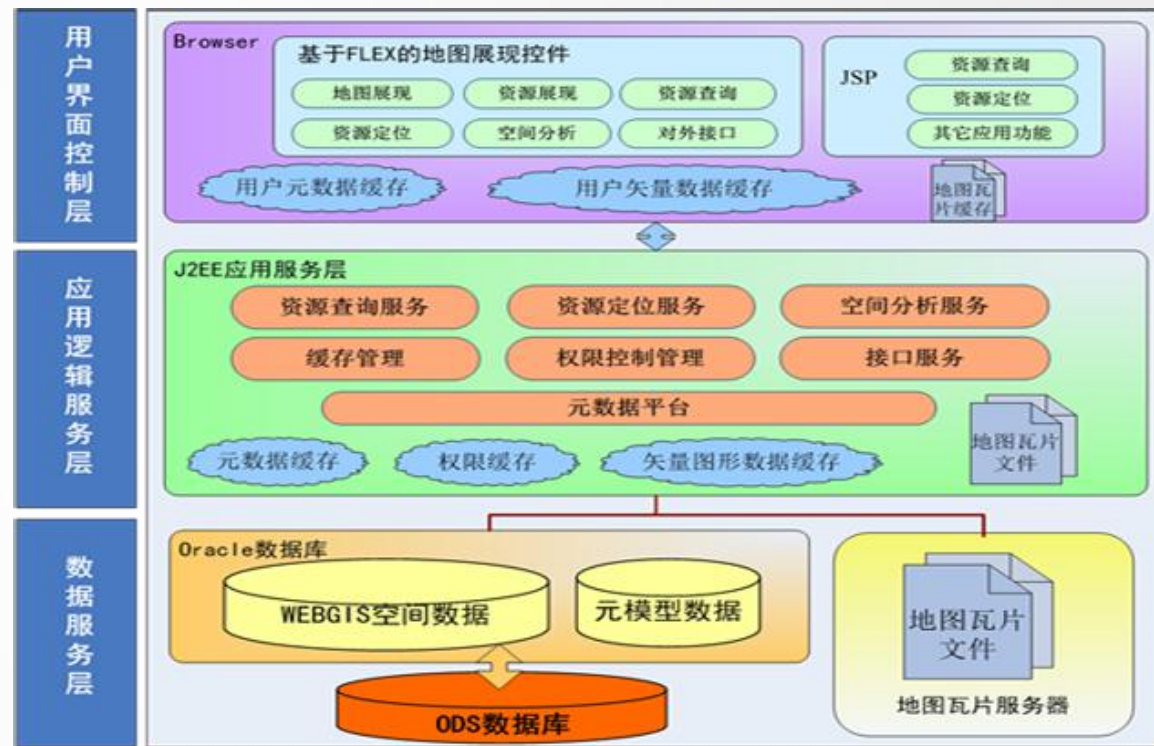 用户界面控制层
Browser
基于FLEX的地图展现控件
地图展现
资源展现
资源查询
资源定位
空间分析
对外接口
JSP
资源查询
资源定位
其它应用功能
用户元数据缓存
用户矢量数据缓存
地图瓦
片缓存
应用逻辑服务层
J2EE应用服务层
资源查询服务
资源定位服务
空间分析服务
缓存管理
权限控制管理
接口服务
元数据平台
元数据缓存
权限缓存
矢量图形数据缓存
地图瓦片
文件
数据服务层
Oracle数据库
WEBGIS空间数据
元模型数据
ODS数据库
地图瓦片
文件
地图瓦片服务器